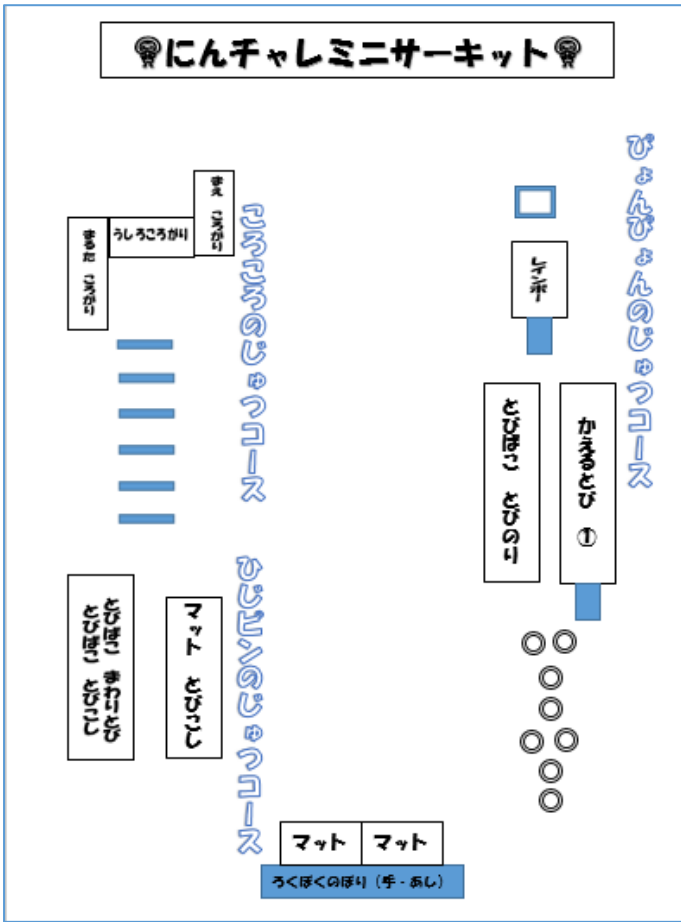 にんチャレミニサーキット
ぴょんぴょんのじゅつコース
レインボー
かえるとび ①
とびばこ とびのり
ころころのじゅつコース
まえ ころがり
うしろころがり
まるた ころがり
ひじピンのじゅつコース
マット とびこし
とびばこ まわりとび
とびばこ とびこし
マット
マット
ろくぼくのぼり（手・あし）